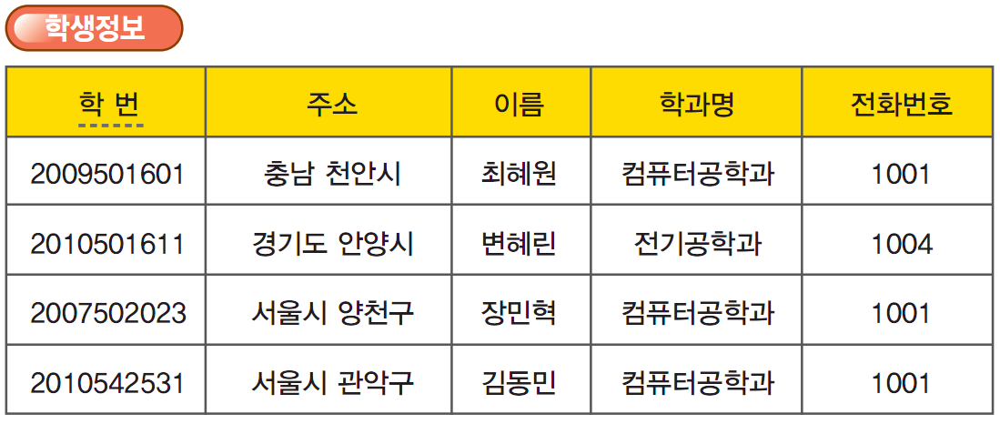 학생정보
학 번 주소 이름 학과명 전화번호
2009501601 충남 천안시 최혜원 컴퓨터공학과 1001
2010501611 경기도 안양시 변혜린 전기공학과 1004
2007502023 서울시 양천구 장민혁 컴퓨터공학과 1001
2010542531 서울시 관악구 김동민 컴퓨터공학과 1001